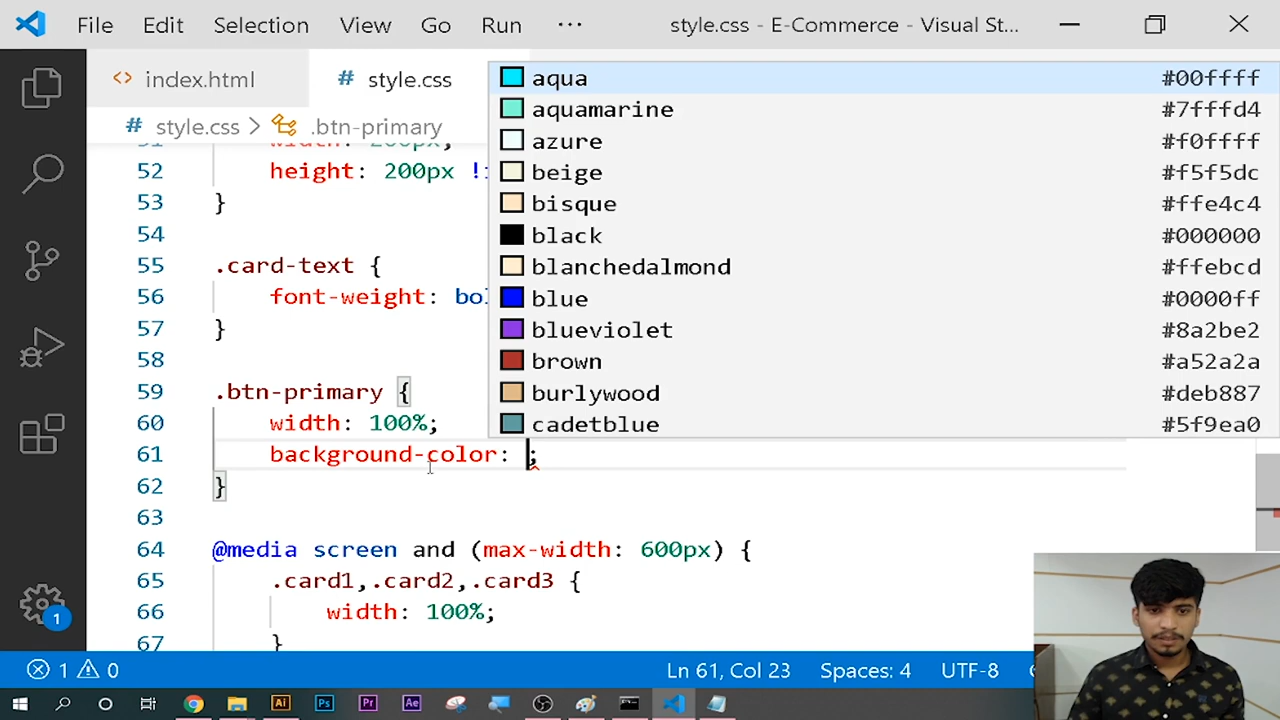 File Edit Selection View Go Run ··· style.css - E-Commerce - Visual St...
<> index.html # style.css
# style.css > .btn-primary
52 height: 200px !
53 }
54
55 .card-text {
56 font-weight: bol
57 }
58
59 .btn-primary {
60 width: 100%;
61 background-color: ;
62 }
63
64 @media screen and (max-width: 600px) {
65 .card1,.card2,.card3 {
66 width: 100%;
67 }
aqua #00ffff
aquamarine #7fffd4
azure #f0ffff
beige #f5f5dc
bisque #ffe4c4
black #000000
blanchedalmond #ffebcd
blue #0000ff
blueviolet #8a2be2
brown #a52a2a
burlywood #deb887
cadetblue #5f9ea0
1
1 0 Ln 61, Col 23 Spaces: 4 UTF-8
Ai Ps Pr Ae